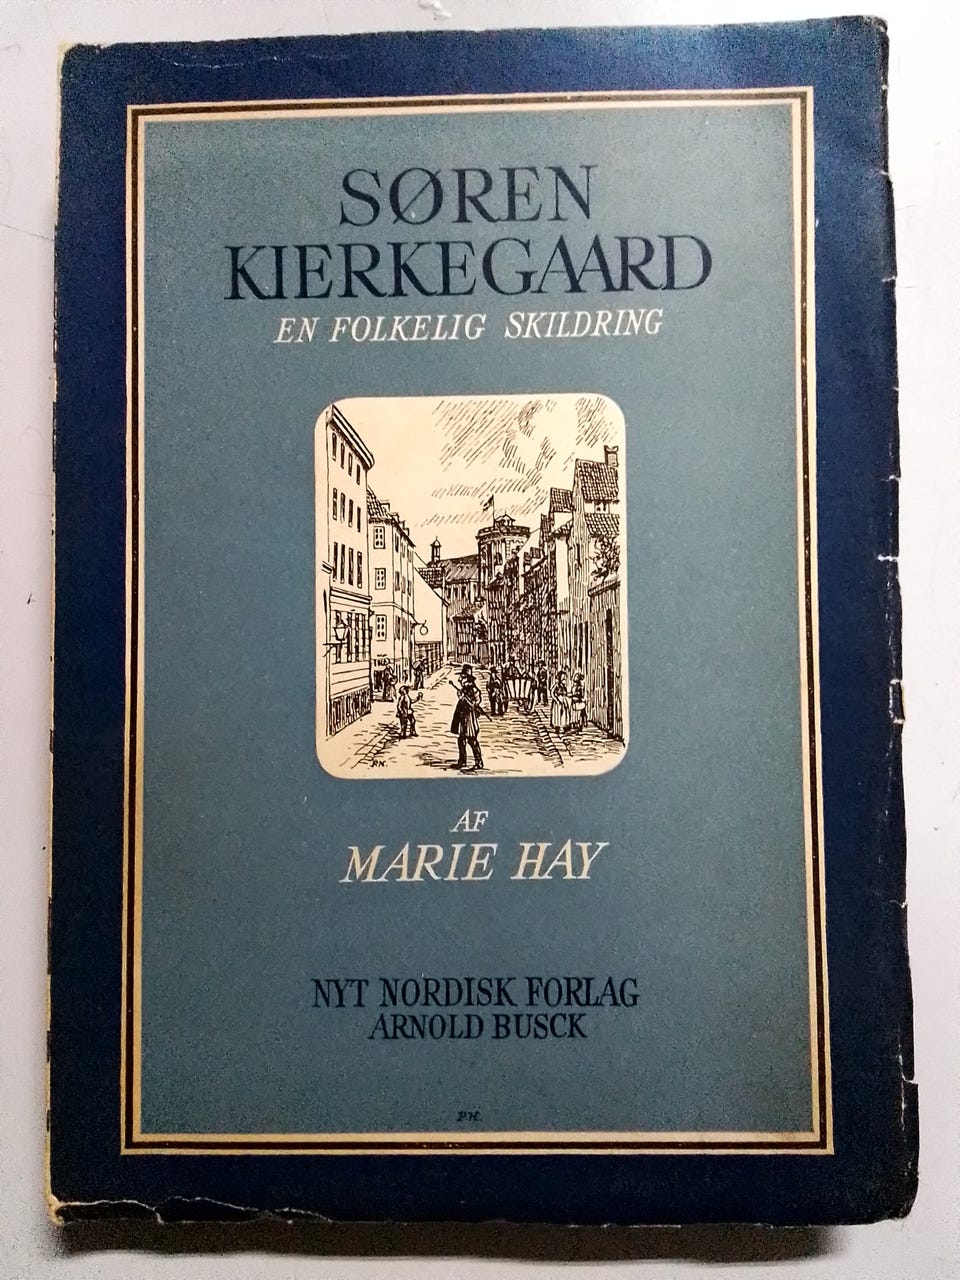 SØREN
KIERKEGAARD
EN FOLKELIG SKILDRING
P.H.
AF
MARIE HAY
NYT NORDISK FORLAG
ARNOLD BUSCK
P.H.